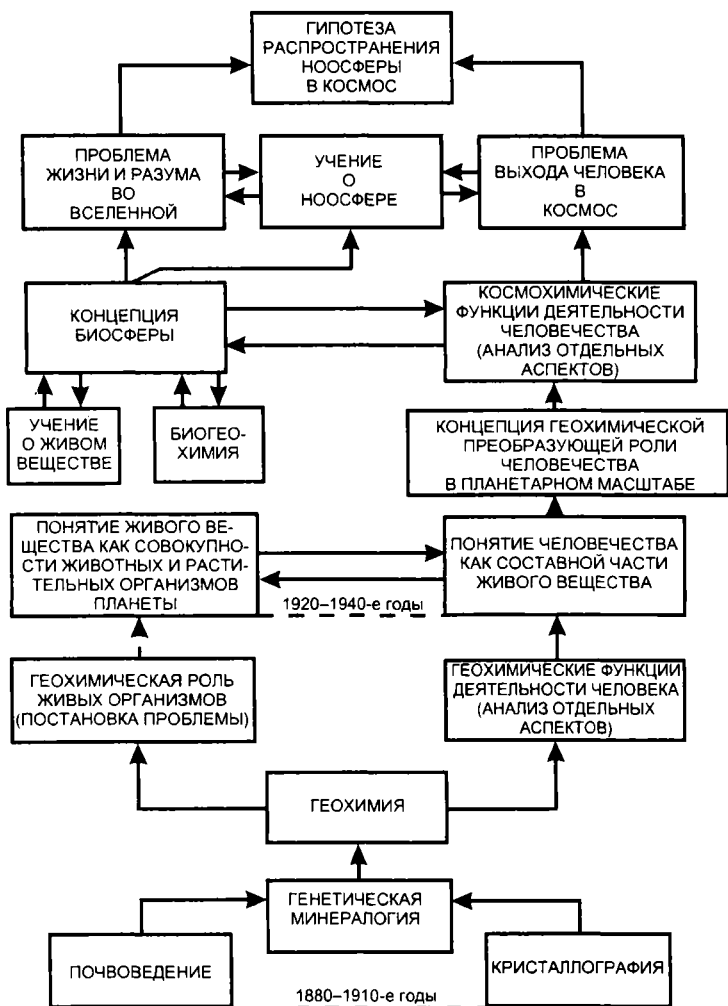 ГИПОТЕЗА
РАСПРОСТРАНЕНИЯ
НООСФЕРЫ
В КОСМОС
ПРОБЛЕМА
ЖИЗНИ И РАЗУМА
ВО
ВСЕЛЕННОЙ
УЧЕНИЕ
О
НООСФЕРЕ
ПРОБЛЕМА
ВЫХОДА ЧЕЛОВЕКА
В
КОСМОС
КОНЦЕПЦИЯ
БИОСФЕРЫ
КОСМОХИМИЧЕСКИЕ
ФУНКЦИИ ДЕЯТЕЛЬНОСТИ
ЧЕЛОВЕЧЕСТВА
(АНАЛИЗ ОТДЕЛЬНЫХ
АСПЕКТОВ)
УЧЕНИЕ
О ЖИВОМ
ВЕЩЕСТВЕ
БИОГЕО-
ХИМИЯ
КОНЦЕПЦИЯ ГЕОХИМИЧЕСКОЙ
ПРЕОБРАЗУЮЩЕЙ РОЛИ
ЧЕЛОВЕЧЕСТВА
В ПЛАНЕТАРНОМ МАСШТАБЕ
ПОНЯТИЕ ЖИВОГО ВЕ-
ЩЕСТВА КАК СОВОКУПНО-
СТИ ЖИВОТНЫХ И РАСТИ-
ТЕЛЬНЫХ ОРГАНИЗМОВ
ПЛАНЕТЫ
ПОНЯТИЕ ЧЕЛОВЕЧЕСТВА
КАК СОСТАВНОЙ ЧАСТИ
ЖИВОГО ВЕЩЕСТВА
1920–1940-е годы
ГЕОХИМИЧЕСКАЯ РОЛЬ
ЖИВЫХ ОРГАНИЗМОВ
(ПОСТАНОВКА ПРОБЛЕМЫ)
ГЕОХИМИЧЕСКИЕ ФУНКЦИИ
ДЕЯТЕЛЬНОСТИ ЧЕЛОВЕКА
(АНАЛИЗ ОТДЕЛЬНЫХ
АСПЕКТОВ)
ГЕОХИМИЯ
ГЕНЕТИЧЕСКАЯ
МИНЕРАЛОГИЯ
ПОЧВОВЕДЕНИЕ
КРИСТАЛЛОГРАФИЯ
1880–1910-е годы